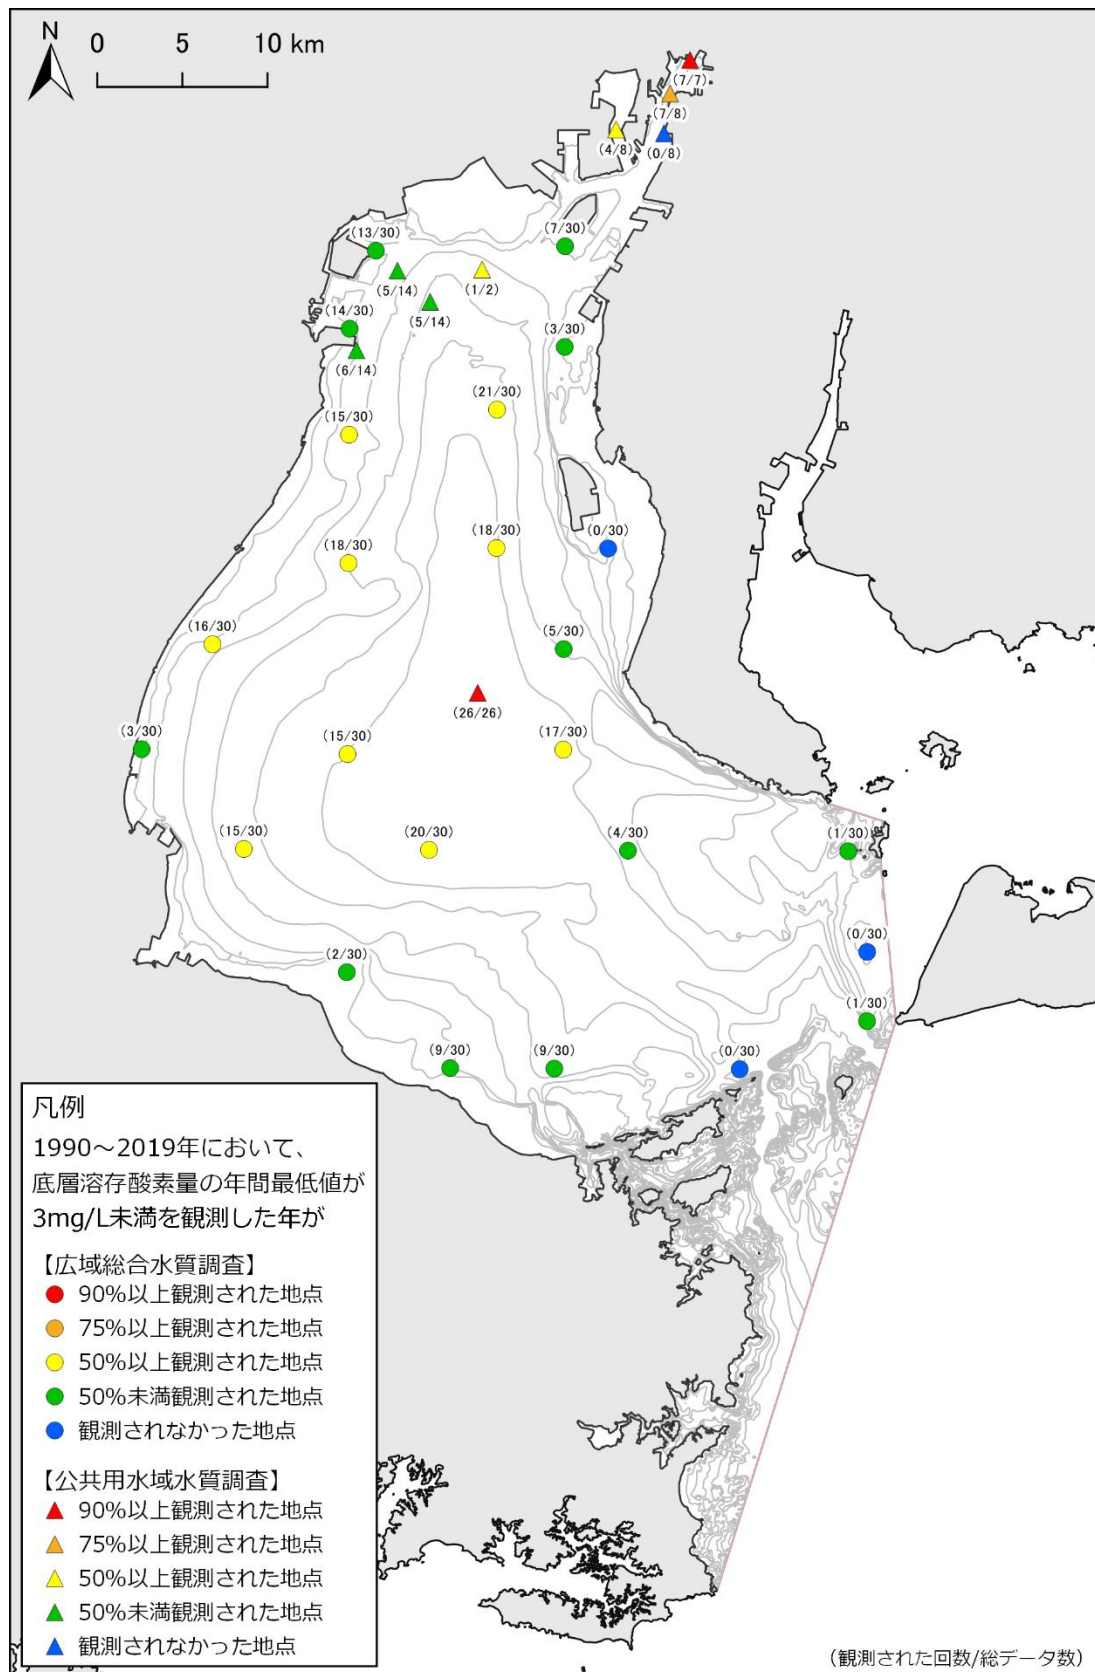 N
0 5 10 km
(7/7)
(7/8)
(4/8)
(0/8)
(13/30)
(7/30)
(5/14)
(1/2)
(5/14)
(14/30)
(3/30)
(6/14)
(21/30)
(15/30)
(18/30)
(0/30)
(18/30)
(16/30)
(5/30)
(26/26)
(3/30)
(15/30)
(17/30)
(15/30)
(20/30)
(4/30)
(1/30)
(0/30)
(2/30)
(1/30)
(9/30)
(9/30)
(0/30)
凡例
1990~2019年において、
底層溶存酸素量の年間最低値が
3mg/L未満を観測した年が
【広域総合水質調査】
90%以上観測された地点
75%以上観測された地点
50%以上観測された地点
50%未満観測された地点
観測されなかった地点
【公共用水域水質調査】
90%以上観測された地点
75%以上観測された地点
50%以上観測された地点
50%未満観測された地点
観測されなかった地点
(観測された回数/総データ数)